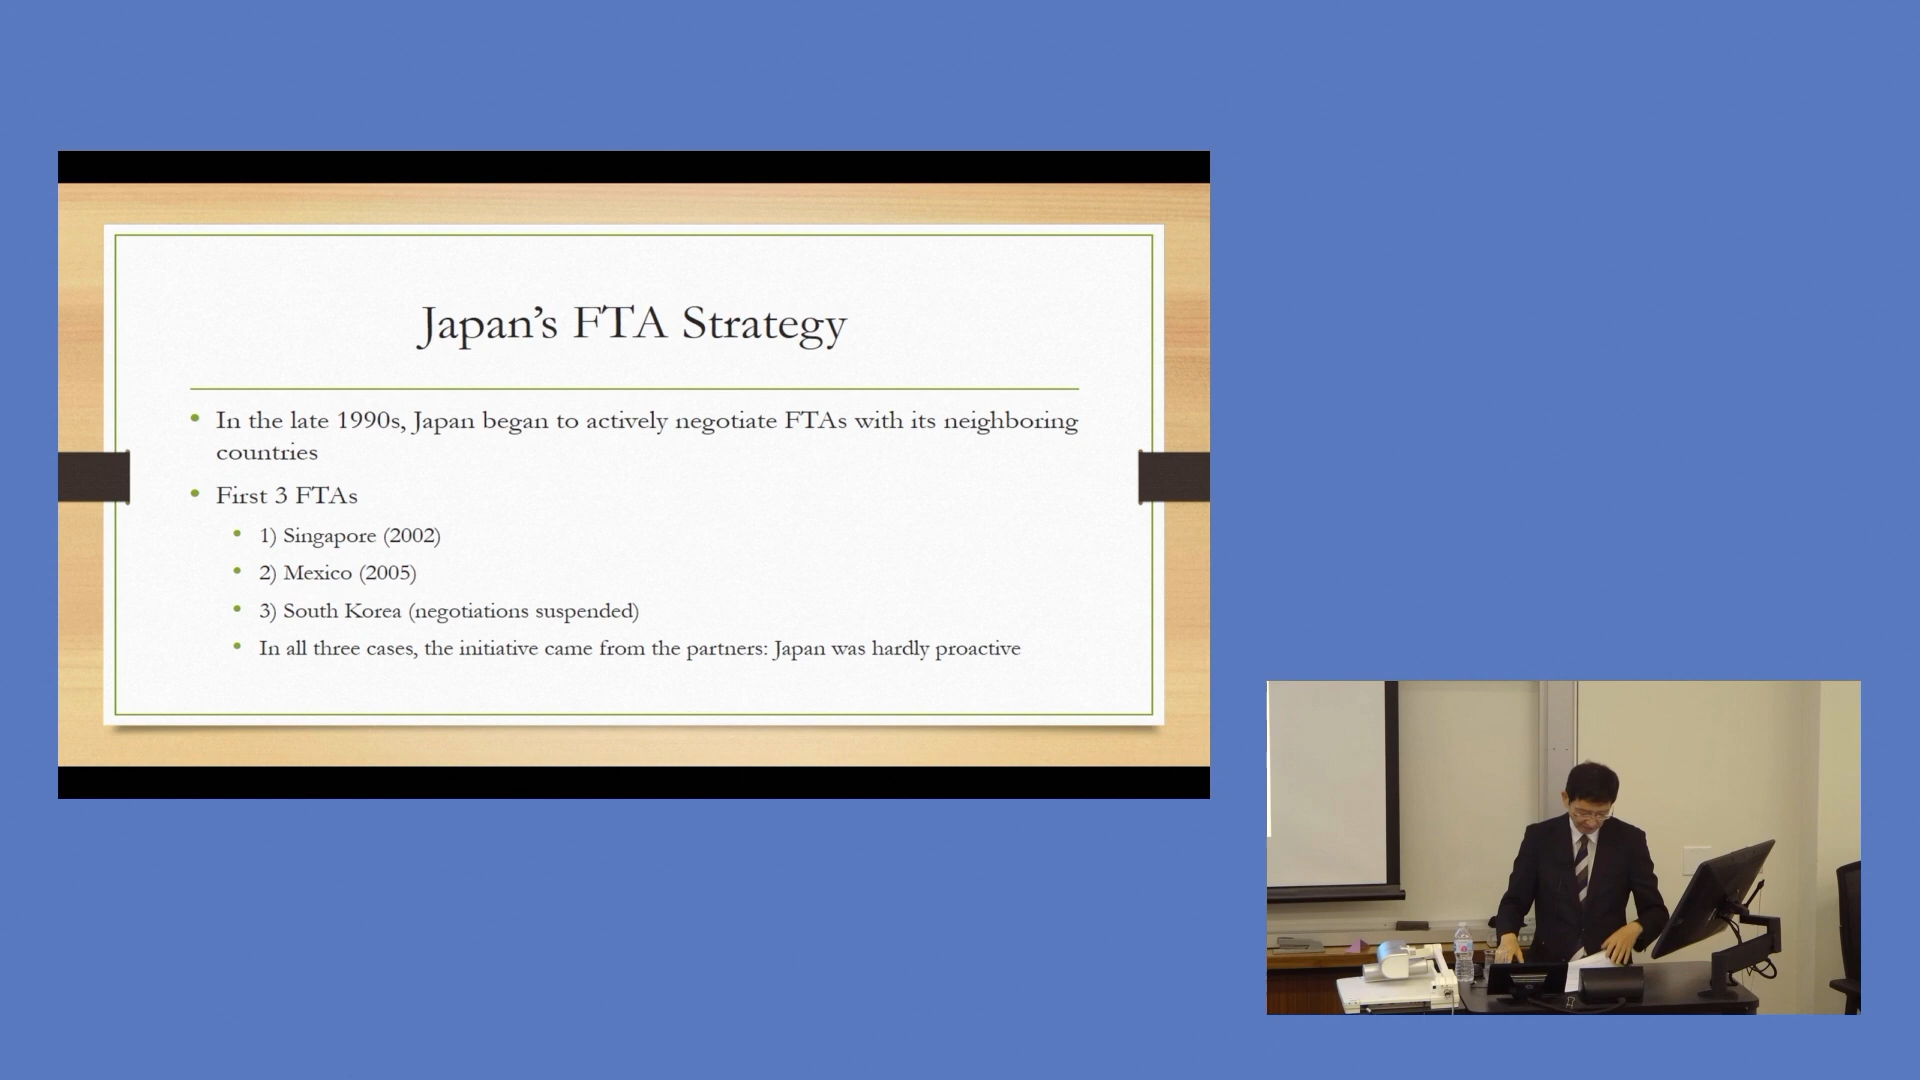 Japan’s FTA Strategy
In the late 1990s, Japan began to actively negotiate FTAs with its neighboring
countries
First 3 FTAs
1) Singapore (2002)
2) Mexico (2005)
3) South Korea (negotiations suspended)
In all three cases, the initiative came from the partners: Japan was hardly proactive